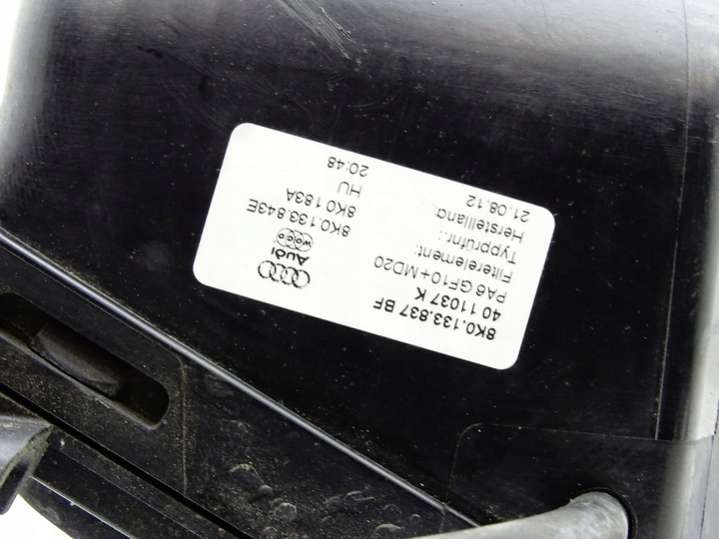 8K0.133.837 BF
40 11037 K
PA6 GF10+MD20
Filterelement:
Typprüfnr.:
Herstellland:
21.08.12
Audi
8K0.133.843E
8K0 183A
HU
20:48